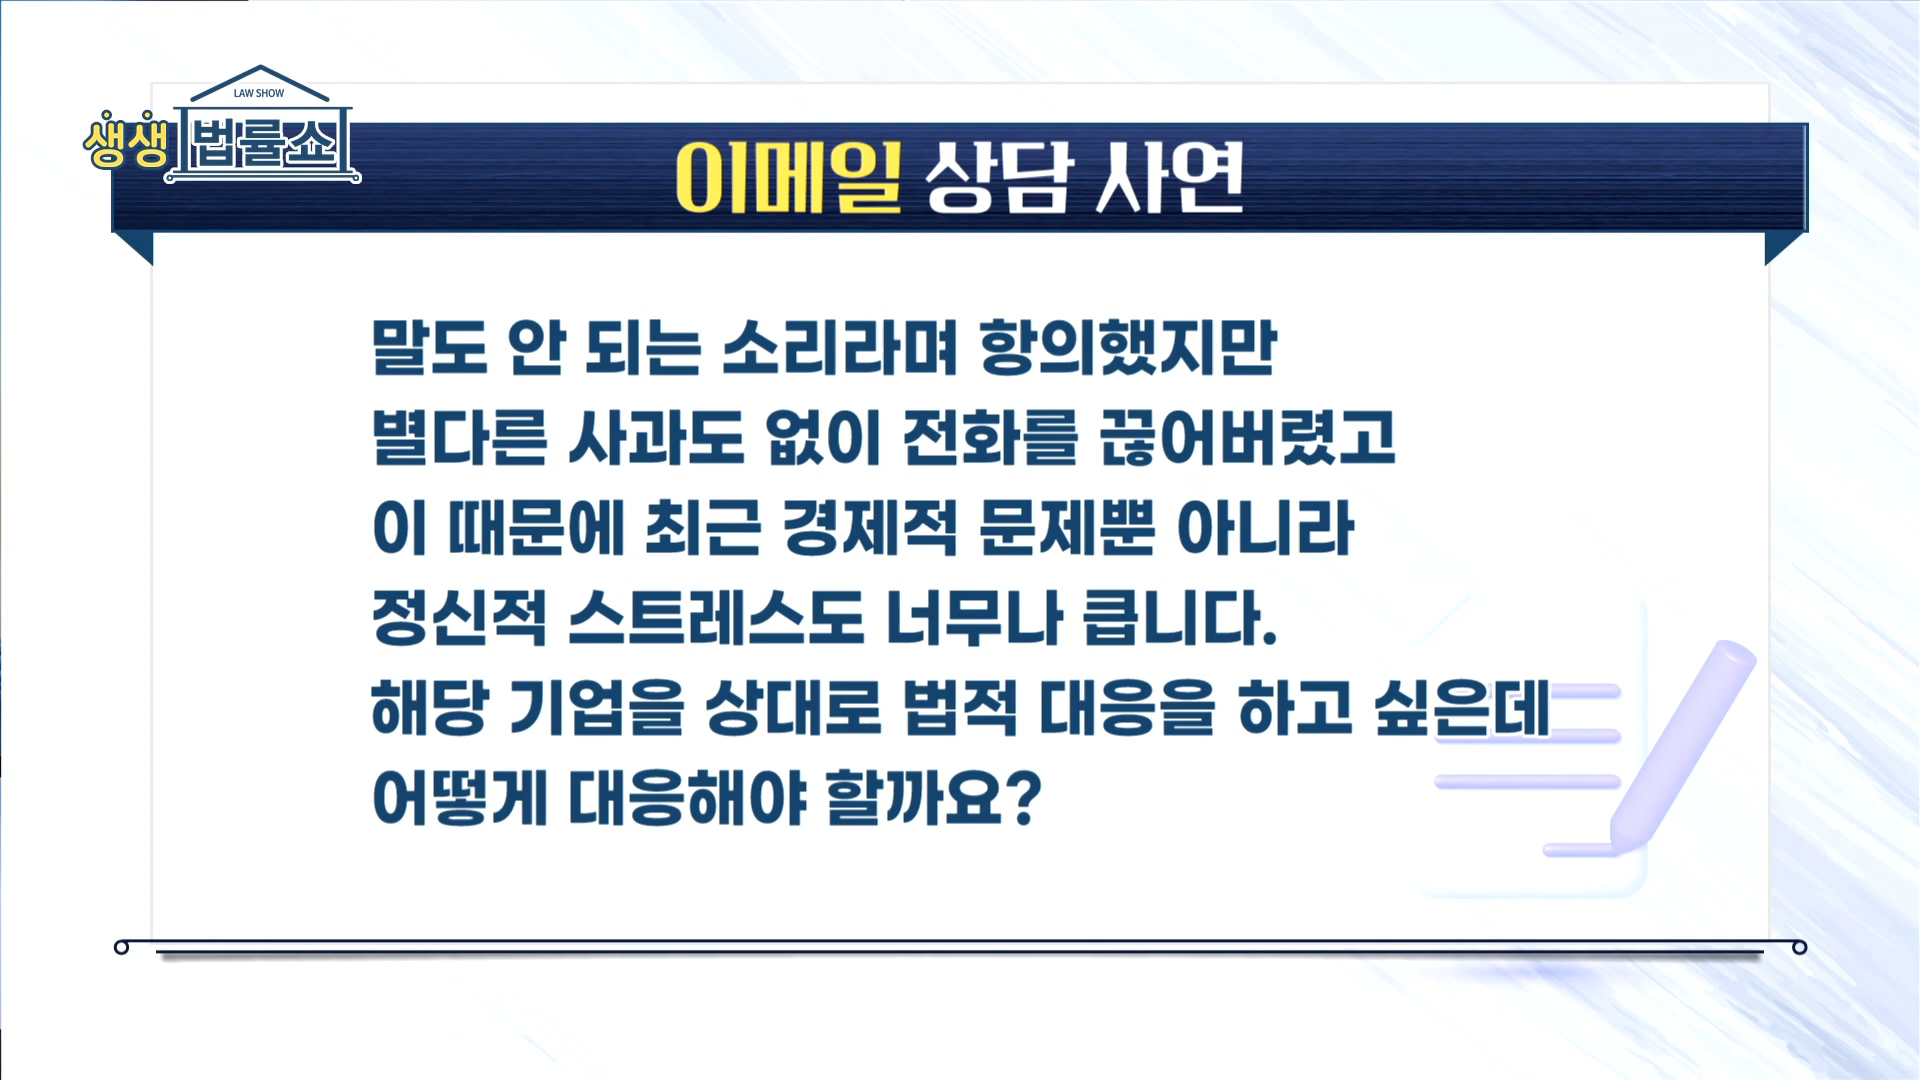 LAW SHOW
생생 법률쇼
이메일 상담 사연
말도 안 되는 소리라며 항의했지만
별다른 사과도 없이 전화를 끊어버렸고
이 때문에 최근 경제적 문제뿐 아니라
정신적 스트레스도 너무나 큽니다.
해당 기업을 상대로 법적 대응을 하고 싶은데
어떻게 대응해야 할까요?